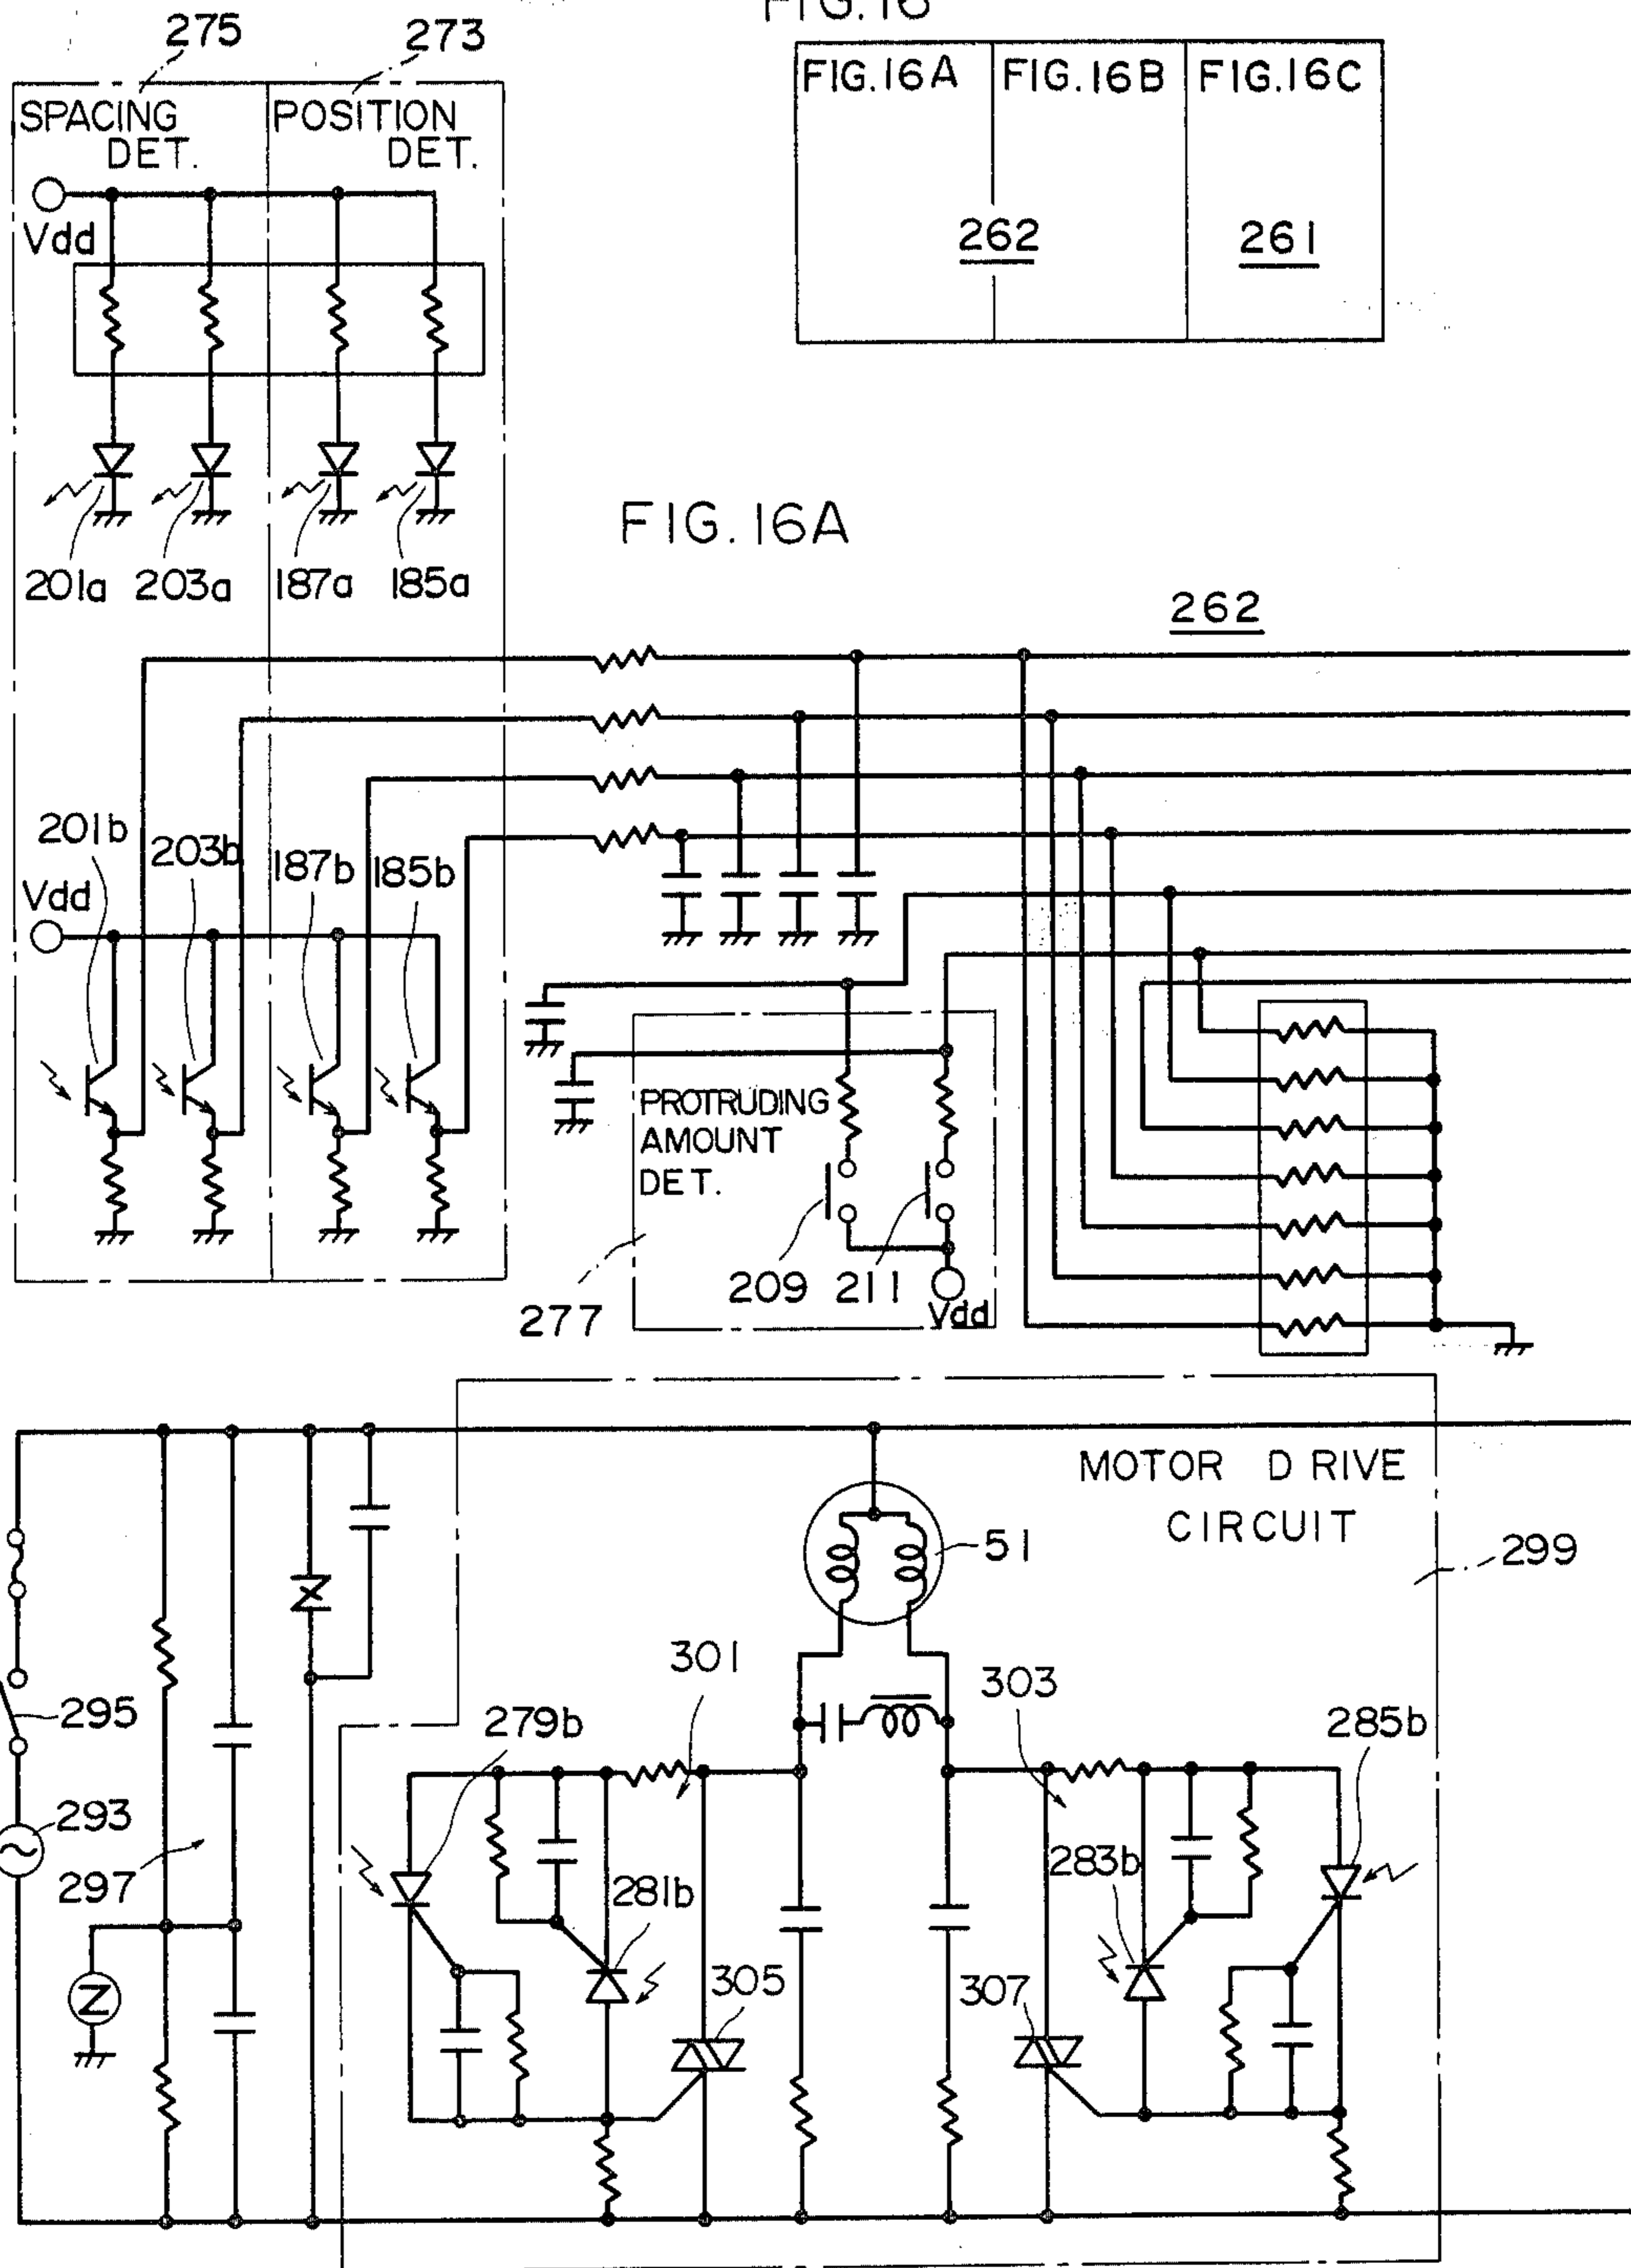 FIG. 16
275
273
FIG. 16A
FIG. 16B
FIG. 16C
SPACING
DET.
POSITION
DET.
Vdd
262
261
FIG. 16A
201a
203a
187a
185a
262
201b
203b
187b
185b
Vdd
PROTRUDING
AMOUNT
DET.
209
211
Vdd
277
MOTOR DRIVE
CIRCUIT
51
299
301
303
295
279b
285b
293
283b
297
281b
305
307
Z